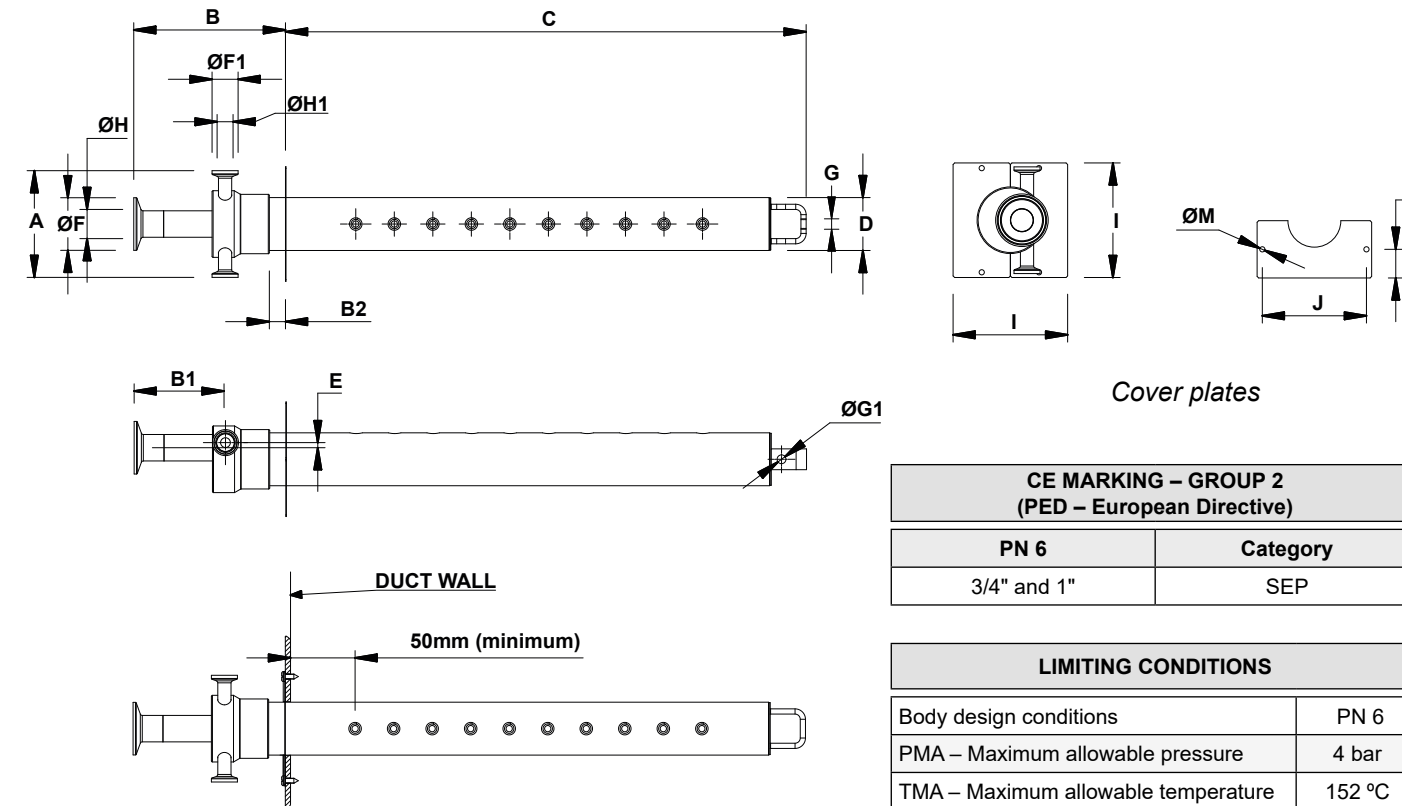 B
C
ØF1
ØH1
ØH
G
A
ØF
D
B2
I
I
ØM
J
B1
E
ØG1
Cover plates
DUCT WALL
50mm (minimum)
CE MARKING – GROUP 2
(PED – European Directive)
PN 6 Category
3/4" and 1" SEP
LIMITING CONDITIONS
Body design conditions PN 6
PMA – Maximum allowable pressure 4 bar
TMA – Maximum allowable temperature 152 ºC